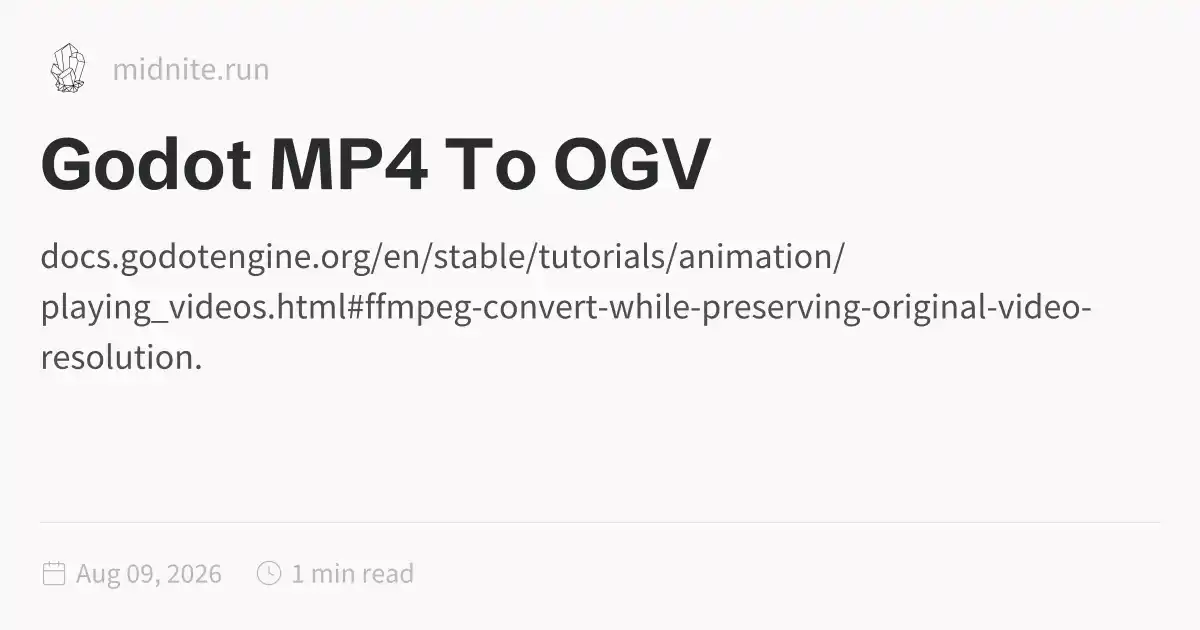 midnite.run
Godot MP4 To OGV
docs.godotengine.org/en/stable/tutorials/animation/
playing_videos.html#ffmpeg-convert-while-preserving-original-video-
resolution.
Aug 09, 2026
1 min read